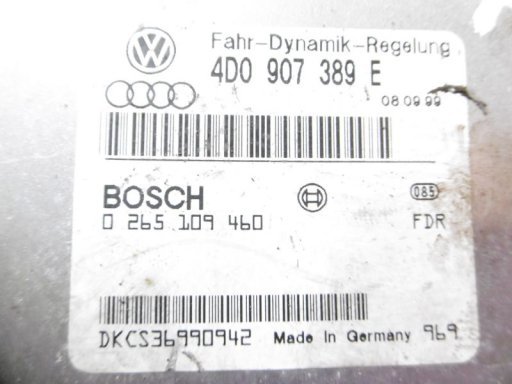 Fahr-Dynamik-Regelung
4D0 907 389 E
08 09 99
BOSCH
085
0 265 109 460
FDR
DKCS36990942 Made In Germany 969